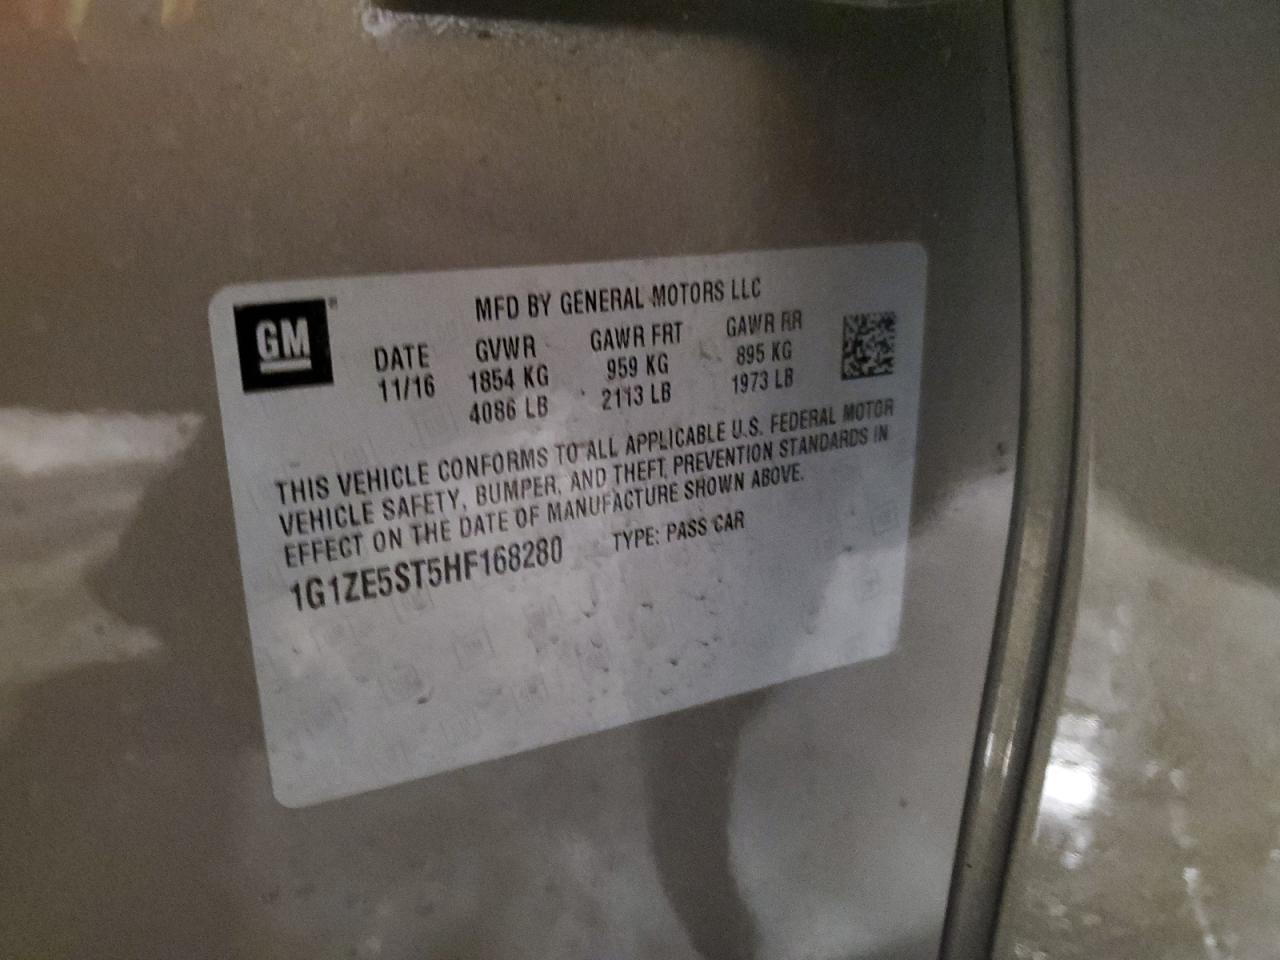 GM®
MFD BY GENERAL MOTORS LLC
DATE GVWR GAWR FRT GAWR RR
11/16 1854 KG 959 KG 895 KG
4086 LB 2113 LB 1973 LB
THIS VEHICLE CONFORMS TO ALL APPLICABLE U.S. FEDERAL MOTOR
VEHICLE SAFETY, BUMPER, AND THEFT PREVENTION STANDARDS IN
EFFECT ON THE DATE OF MANUFACTURE SHOWN ABOVE.
1G1ZE5ST5HF168280 TYPE: PASS CAR